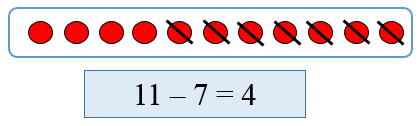 11 – 7 = 4